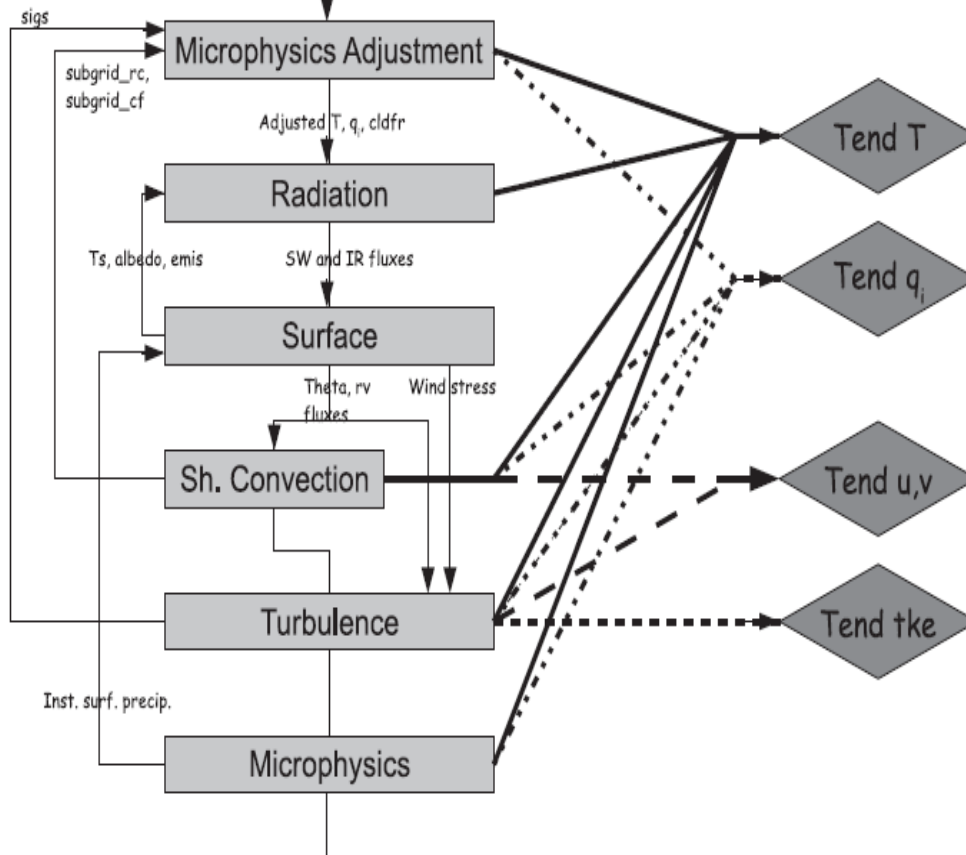 sigs
Microphysics Adjustment
subgrid_rc,
subgrid_cf
Adjusted T, qi, cldfr
Tend T
Radiation
Ts, albedo, emis
SW and IR fluxes
Tend qi
Surface
Theta, rv
fluxes
Wind stress
Sh. Convection
Tend u,v
Turbulence
Tend tke
Inst. surf. precip.
Microphysics